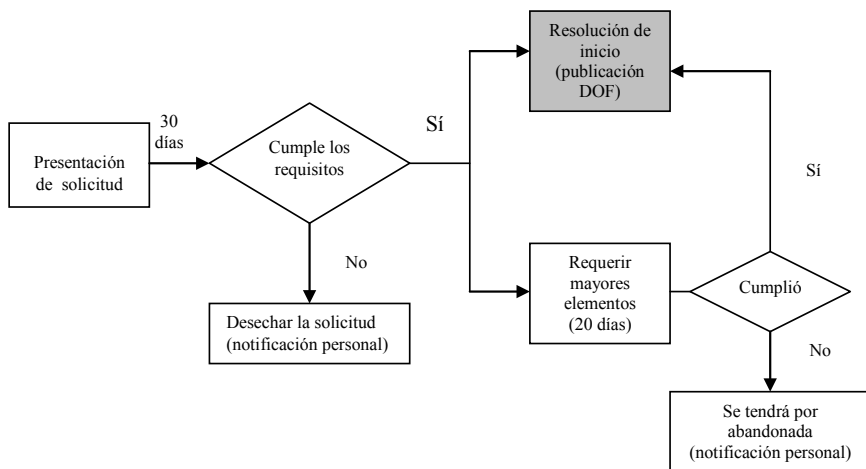 Presentación
de solicitud
30
días
Cumple los
requisitos
Sí
No
Desechar la solicitud
(notificación personal)
Resolución de
inicio
(publicación
DOF)
Requerir
mayores
elementos
(20 días)
Cumplió
Sí
No
Se tendrá por
abandonada
(notificación personal)